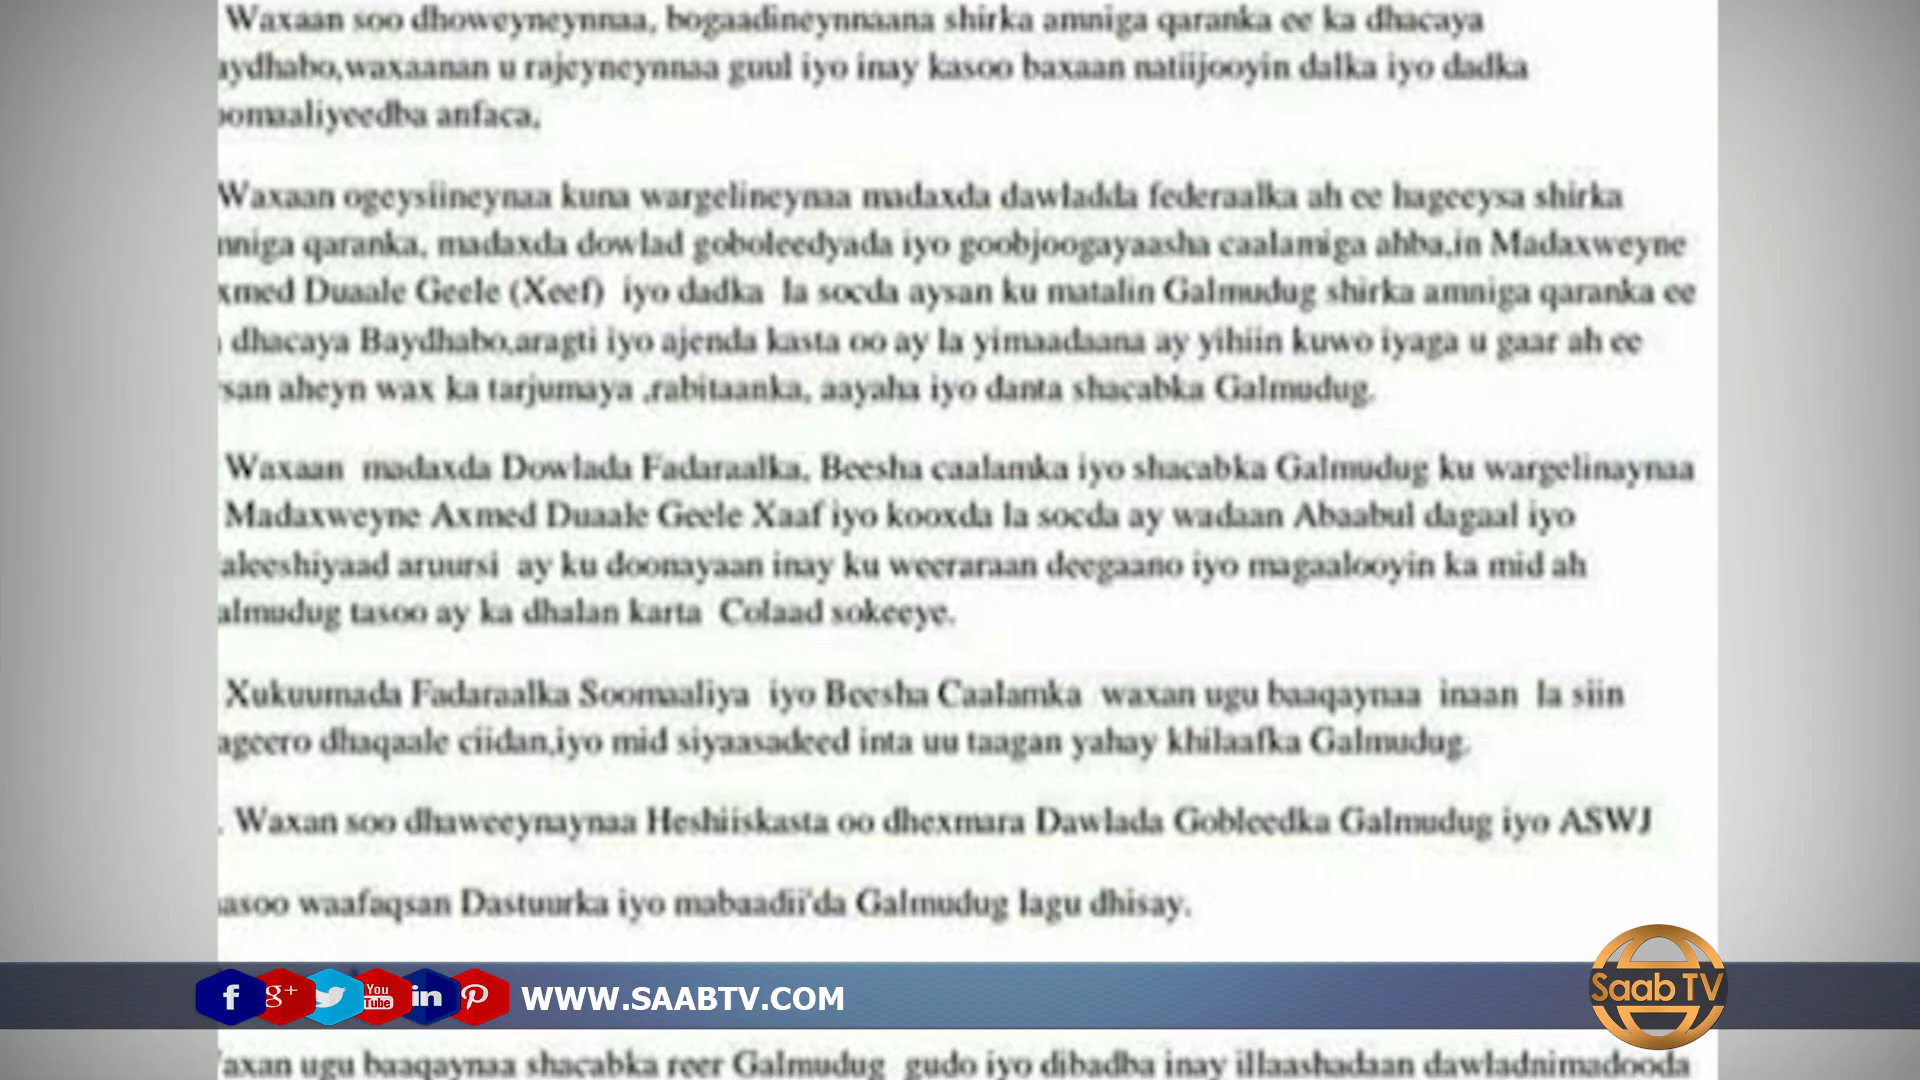 Waxaan soo dhoweyneynnaa, bogaadineynnaana shirka amniga qaranka ee ka dhacaya
aydhabo,waxaanan u rajeyneynnaa guul iyo inay kasoo baxaan natiijooyin dalka iyo dadka
oomaaliyeedba anfaca,
Waxaan ogeysiineynaa kuna wargelineynaa madaxda dawladda federaalka ah ee hageeysa shirka
nniga qaranka, madaxda dowlad goboleedyada iyo goobjoogayaasha caalamiga ahba,in Madaxweyne
xmed Duaale Geele (Xeef) iyo dadka la socda aysan ku matalin Galmudug shirka amniga qaranka ee
dhacaya Baydhabo,aragti iyo ajenda kasta oo ay la yimaadaana ay yihiin kuwo iyaga u gaar ah ee
san aheyn wax ka tarjumaya ,rabitaanka, aayaha iyo danta shacabka Galmudug.
Waxaan madaxda Dowlada Fadaraalka, Beesha caalamka iyo shacabka Galmudug ku wargelinaynaa
Madaxweyne Axmed Duaale Geele Xaaf iyo kooxda la socda ay wadaan Abaabul dagaal iyo
aleeshiyaad aruursi ay ku doonayaan inay ku weeraraan deegaano iyo magaalooyin ka mid ah
almudug tasoo ay ka dhalan karta Colaad sokeeye.
Xukuumada Fadaraalka Soomaaliya iyo Beesha Caalamka waxan ugu baaqaynaa inaan la siin
ageero dhaqaale ciidan,iyo mid siyaasadeed inta uu taagan yahay khilaafka Galmudug.
. Waxan soo dhaweeynaynaa Heshiiskasta oo dhexmara Dawlada Gobleedka Galmudug iyo ASWJ
asoo waafaqsan Dastuurka iyo mabaadii'da Galmudug lagu dhisay.
f g+ You Tube in WWW.SAABTV.COM
Saab TV
axan ugu baaqaynaa shacabka reer Galmudug gudo iyo dibadba inay illaashadaan dawladnimadooda